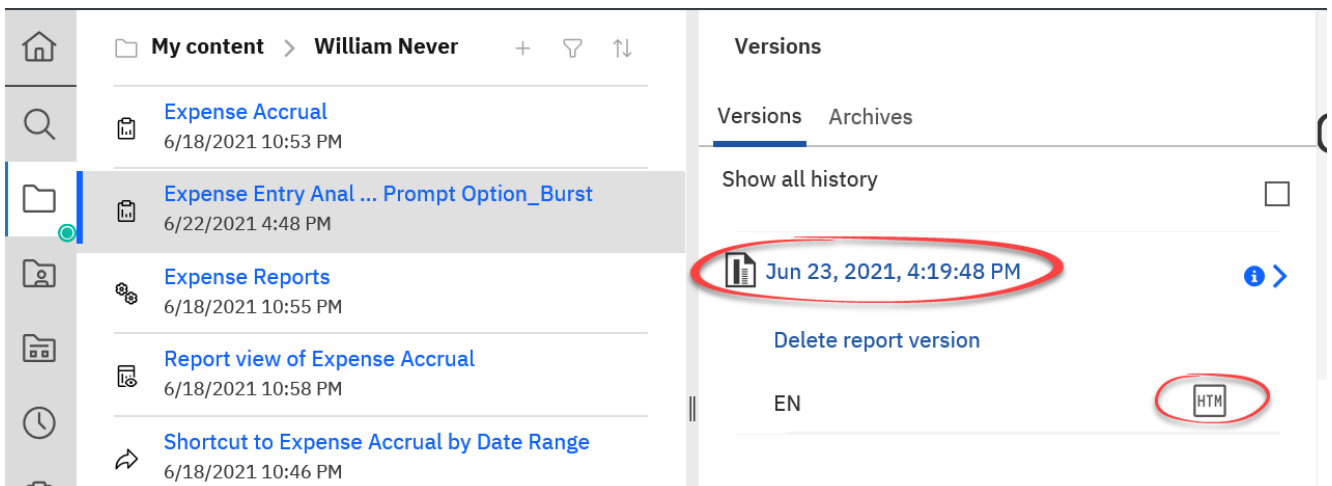 My content > William Never
Expense Accrual
6/18/2021 10:53 PM
Expense Entry Anal ... Prompt Option_Burst
6/22/2021 4:48 PM
Expense Reports
6/18/2021 10:55 PM
Report view of Expense Accrual
6/18/2021 10:58 PM
Shortcut to Expense Accrual by Date Range
6/18/2021 10:46 PM
Versions
Versions Archives
Show all history
Jun 23, 2021, 4:19:48 PM
Delete report version
EN HTM